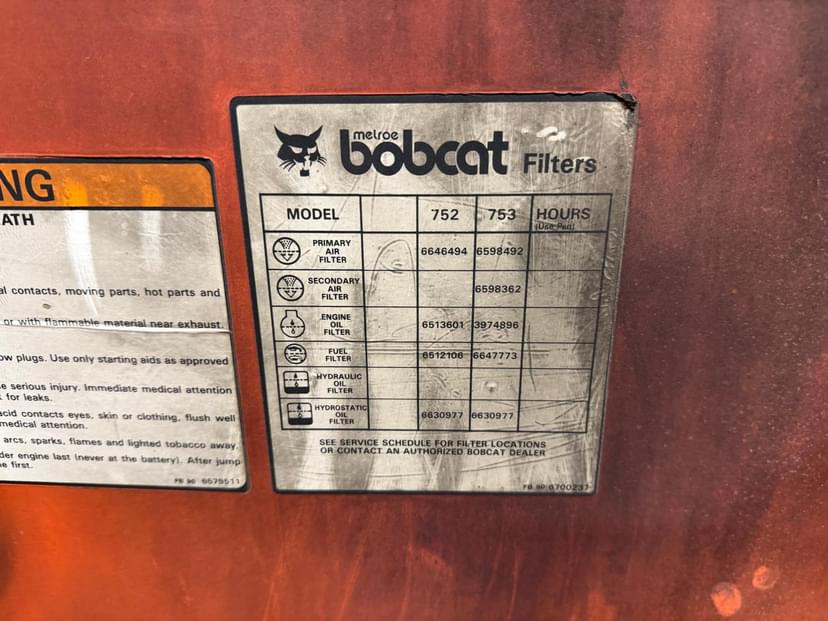 NG
ATH
al contacts, moving parts, hot parts and
or with flammable material near exhaust.
ow plugs. Use only starting aids as approved
se serious injury. Immediate medical attention
for leaks.
acid contacts eyes, skin or clothing, flush well
medical attention.
arcs, sparks, flames and lighted tobacco away.
der engine last (never at the battery). After jump
e first.
6579511
melroe
bobcat Filters
MODEL 752 753 HOURS
PRIMARY AIR FILTER 6646494 6598492
SECONDARY AIR FILTER 6598362
ENGINE OIL FILTER 6513601 3974896
FUEL FILTER 6512106 6647773
HYDRAULIC OIL FILTER
HYDROSTATIC OIL FILTER 6630977 6630977
SEE SERVICE SCHEDULE FOR FILTER LOCATIONS
OR CONTACT AN AUTHORIZED BOBCAT DEALER